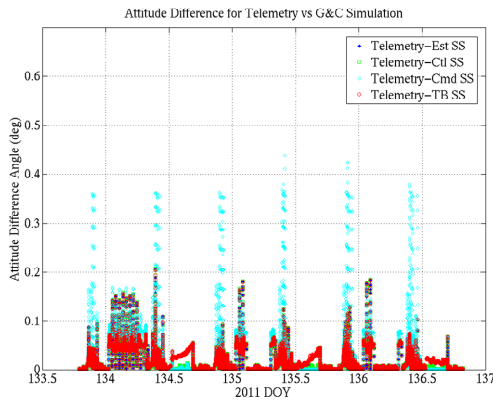 Attitude Difference for Telemetry vs G&C Simulation
Telemetry−Est SS
Telemetry−Ctl SS
Telemetry−Cmd SS
Telemetry−TB SS
Attitude Difference Angle (deg)
0.6
0.5
0.4
0.3
0.2
0.1
0
133.5 134 134.5 135 135.5 136 136.5 137
2011 DOY